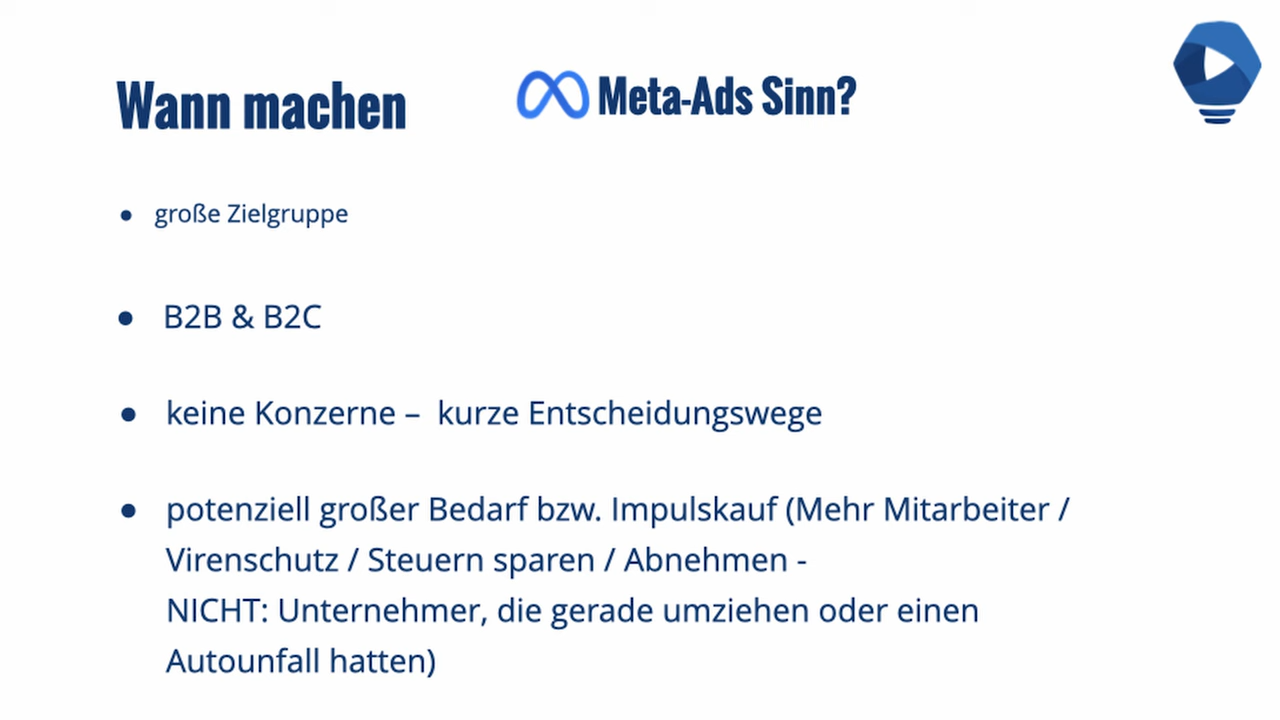 Wann machen Meta-Ads Sinn?
große Zielgruppe
B2B & B2C
keine Konzerne – kurze Entscheidungswege
potenziell großer Bedarf bzw. Impulskauf (Mehr Mitarbeiter /
Virenschutz / Steuern sparen / Abnehmen -
NICHT: Unternehmer, die gerade umziehen oder einen
Autounfall hatten)